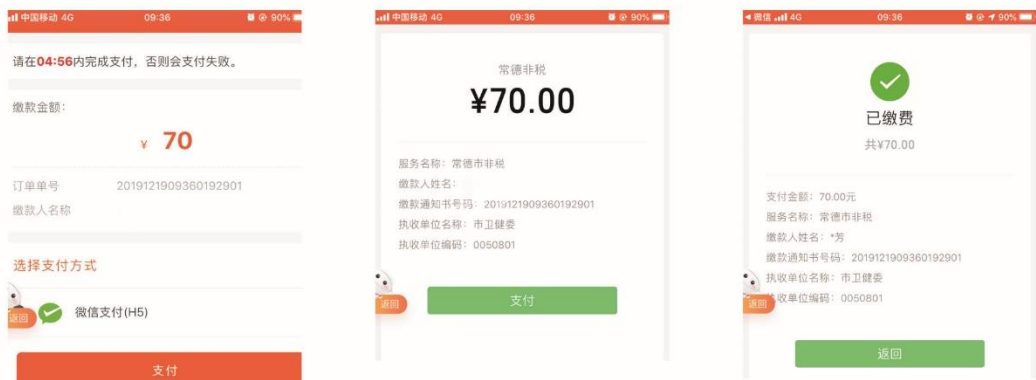 中国移动 4G 09:36 90%
请在04:56内完成支付，否则会支付失败。
缴款金额：
¥ 70
订单单号 2019121909360192901
缴款人名称
选择支付方式
返回
微信支付(H5)
支付
中国移动 4G 09:36 90%
常德非税
¥70.00
服务名称：常德市非税
缴款人姓名：
缴款通知书号码：2019121909360192901
执收单位名称：市卫健委
执收单位编码：0050801
返回
支付
微信 4G 09:36 90%
已缴费
共¥70.00
支付金额：70.00元
服务名称：常德市非税
缴款人姓名：*芳
缴款通知书号码：2019121909360192901
执收单位名称：市卫健委
执收单位编码：0050801
返回
返回